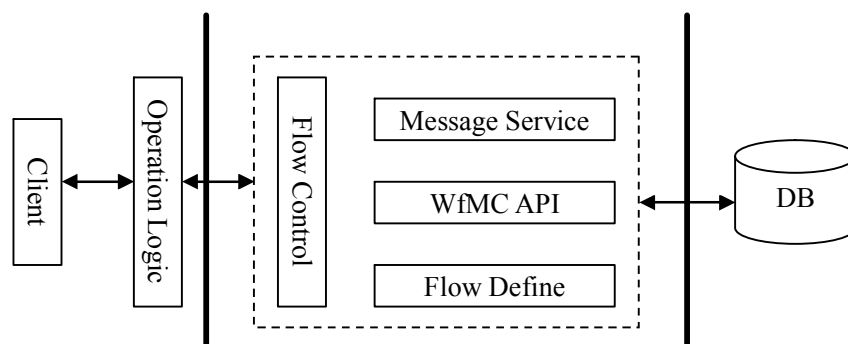 Client
Operation Logic
Flow Control
Message Service
WfMC API
Flow Define
DB